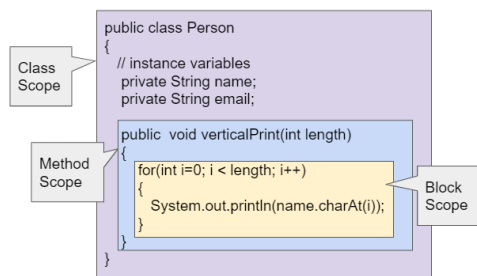 public class Person
{
// instance variables
private String name;
private String email;
Class
Scope
public  void verticalPrint(int length)
{
Method
Scope
for(int i=0; i < length; i++)
{
System.out.println(name.charAt(i));
}
Block
Scope
}
}